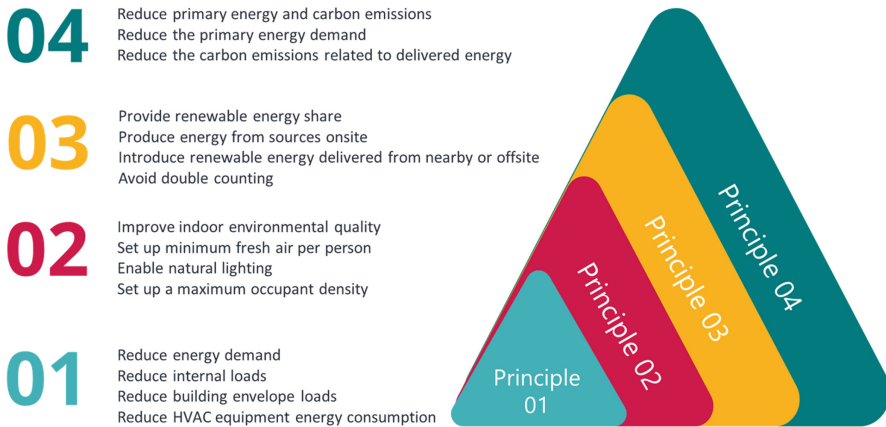 04
Reduce primary energy and carbon emissions
Reduce the primary energy demand
Reduce the carbon emissions related to delivered energy
03
Provide renewable energy share
Produce energy from sources onsite
Introduce renewable energy delivered from nearby or offsite
Avoid double counting
02
Improve indoor environmental quality
Set up minimum fresh air per person
Enable natural lighting
Set up a maximum occupant density
01
Reduce energy demand
Reduce internal loads
Reduce building envelope loads
Reduce HVAC equipment energy consumption
Principle
01
Principle 02
Principle 03
Principle 04